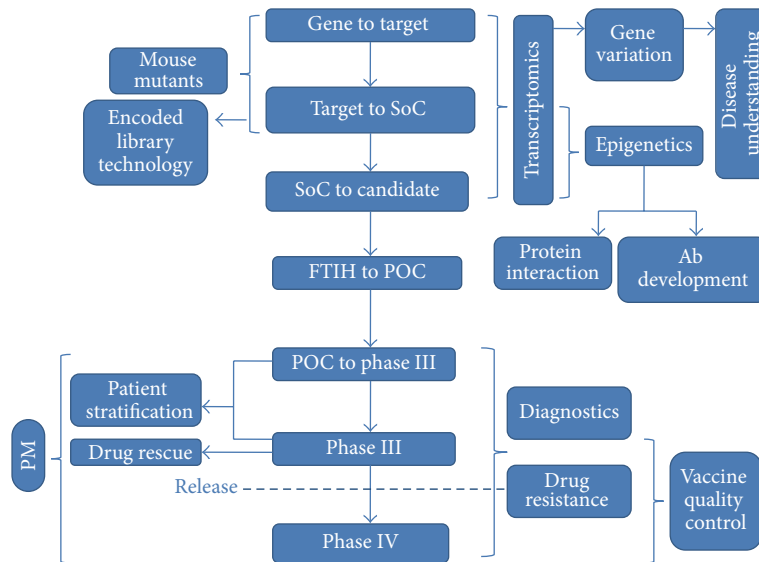 Gene to target
Mouse
mutants
Target to SoC
Encoded
library
technology
SoC to candidate
Transcriptomics
Gene
variation
Disease
understanding
Epigenetics
Protein
interaction
Ab
development
FTIH to POC
POC to phase III
Patient
stratification
PM
Drug rescue
Phase III
Diagnostics
Release
Drug
resistance
Vaccine
quality
control
Phase IV